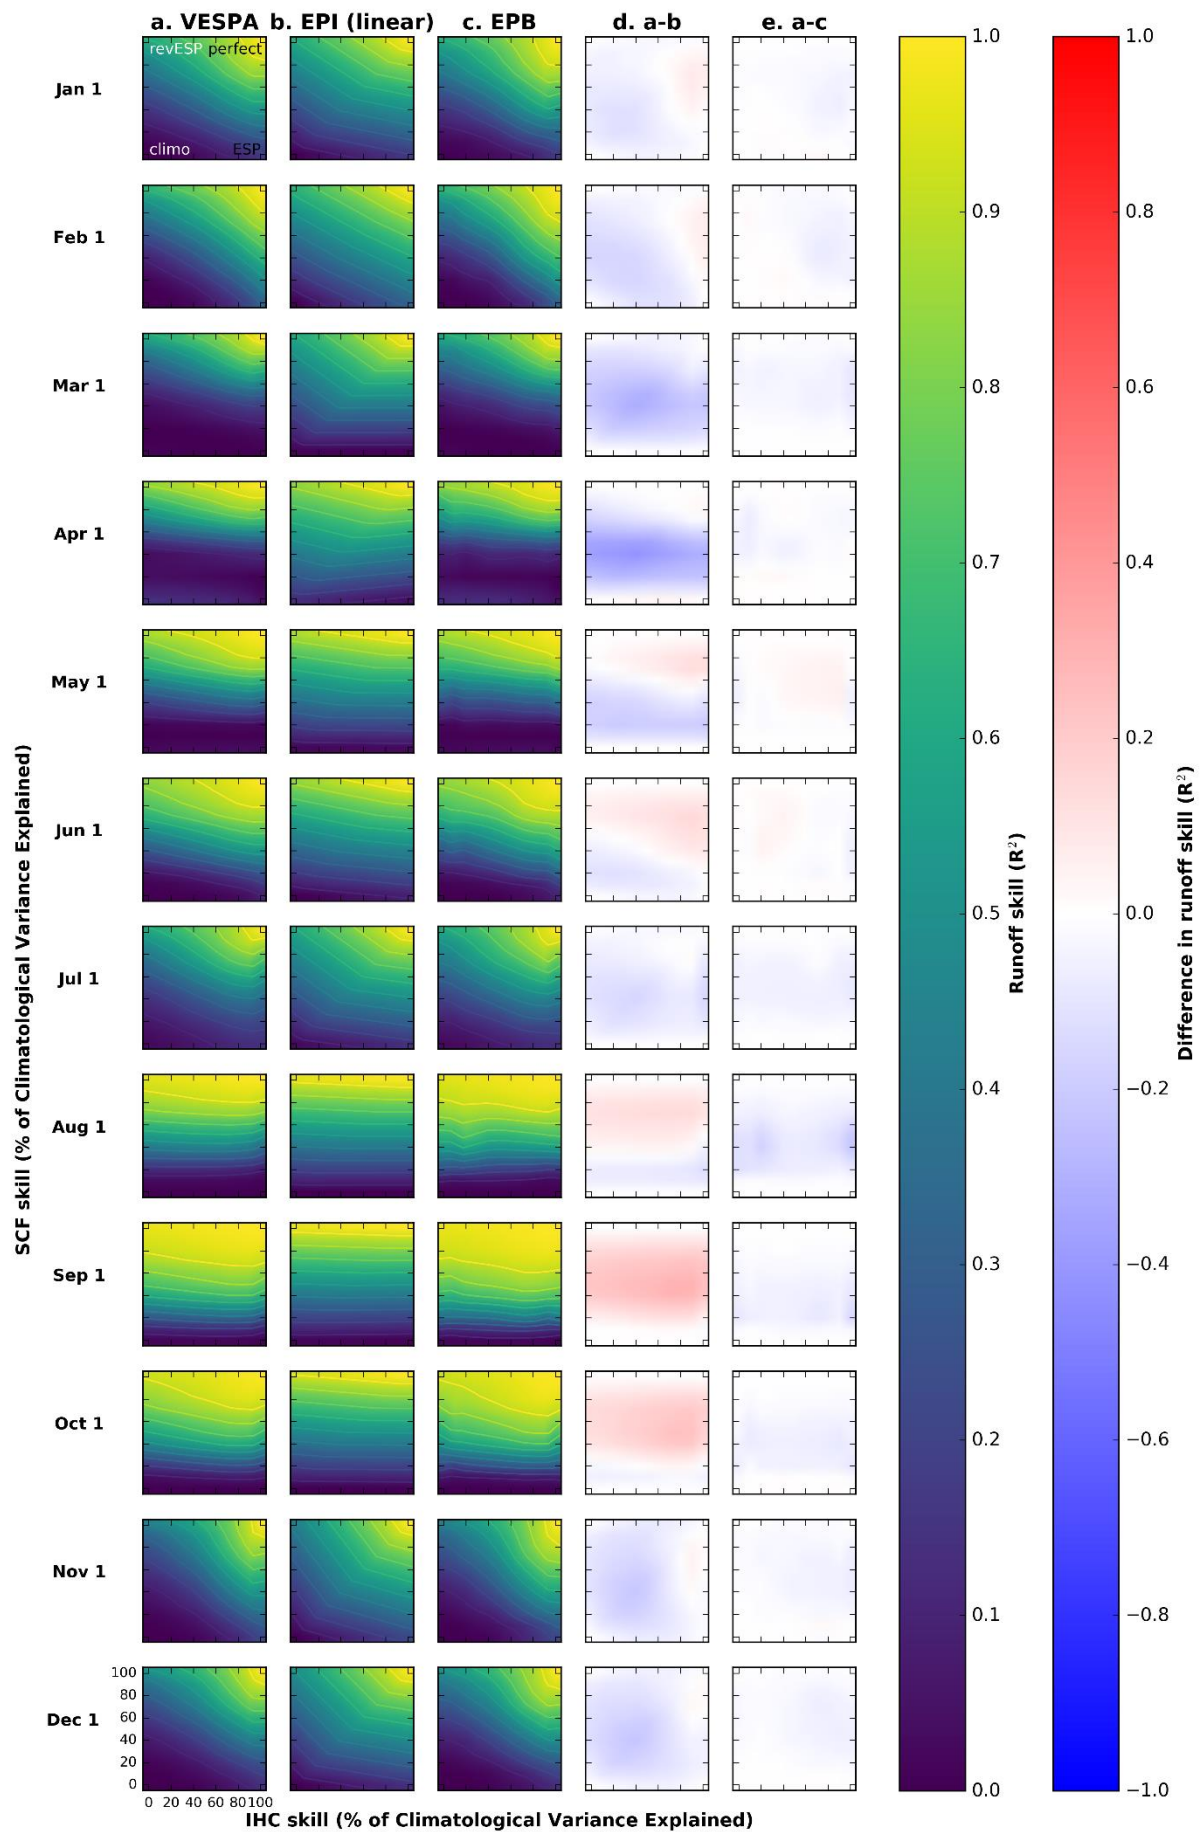 a. VESPA b. EPI (linear) c. EPB d. a-b e. a-c
revESP perfect
climo ESP
Jan 1
Feb 1
Mar 1
Apr 1
May 1
Jun 1
Jul 1
Aug 1
Sep 1
Oct 1
Nov 1
Dec 1
SCF skill (% of Climatological Variance Explained)
100
80
60
40
20
0
0 20 40 60 80 100
IHC skill (% of Climatological Variance Explained)
1.0
0.9
0.8
0.7
0.6
0.5
0.4
0.3
0.2
0.1
0.0
Runoff skill (R²)
1.0
0.8
0.6
0.4
0.2
0.0
−0.2
−0.4
−0.6
−0.8
−1.0
Difference in runoff skill (R²)